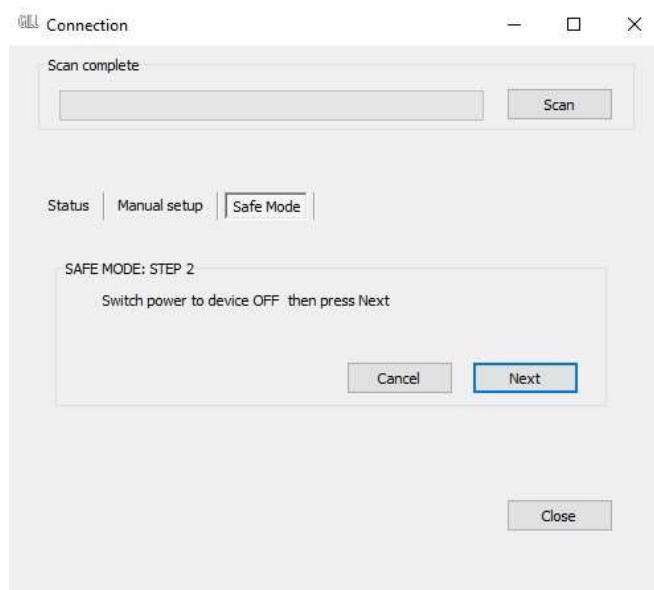 GILL Connection
Scan complete
Scan
Status Manual setup Safe Mode
SAFE MODE: STEP 2
Switch power to device OFF then press Next
Cancel Next
Close